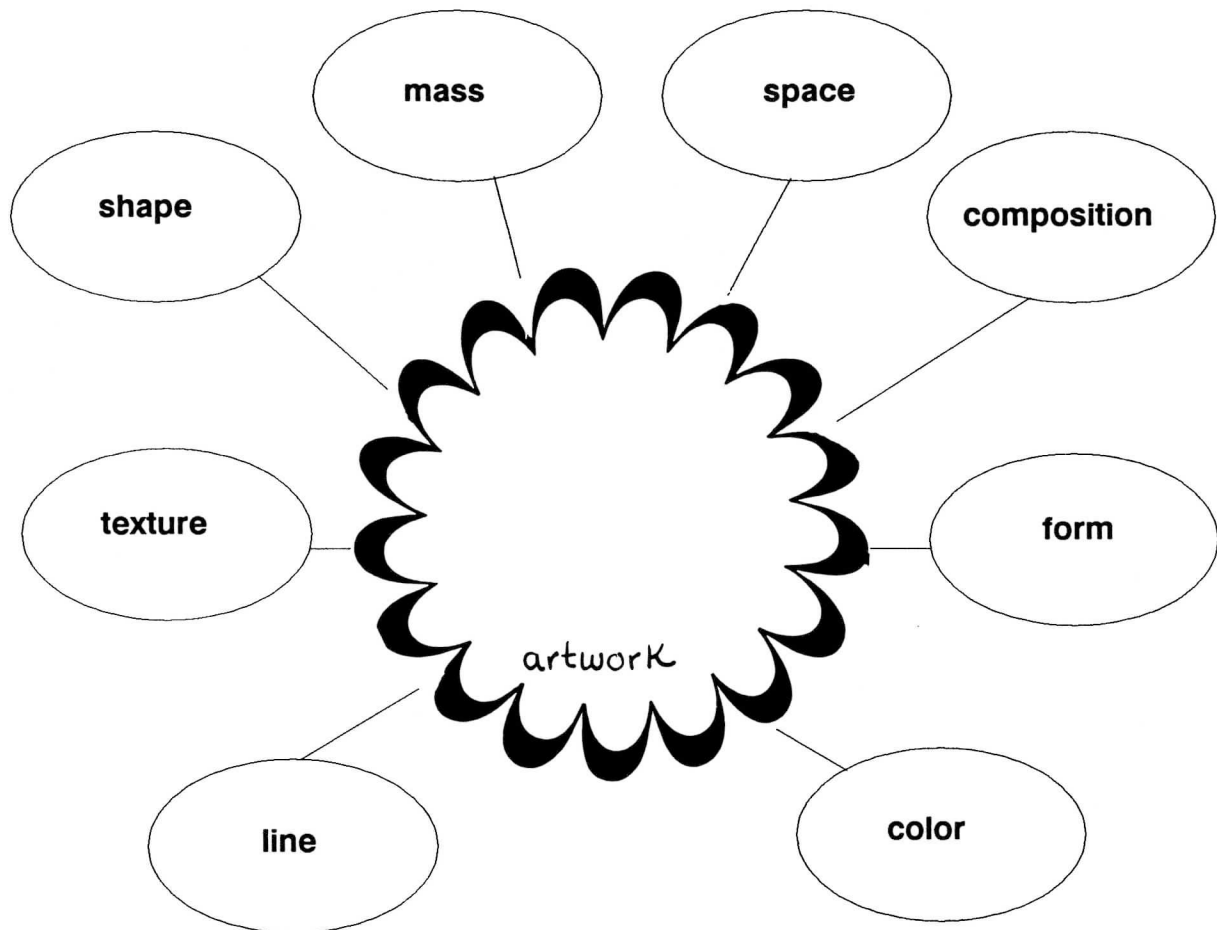 mass
space
shape
composition
texture
form
artwork
line
color